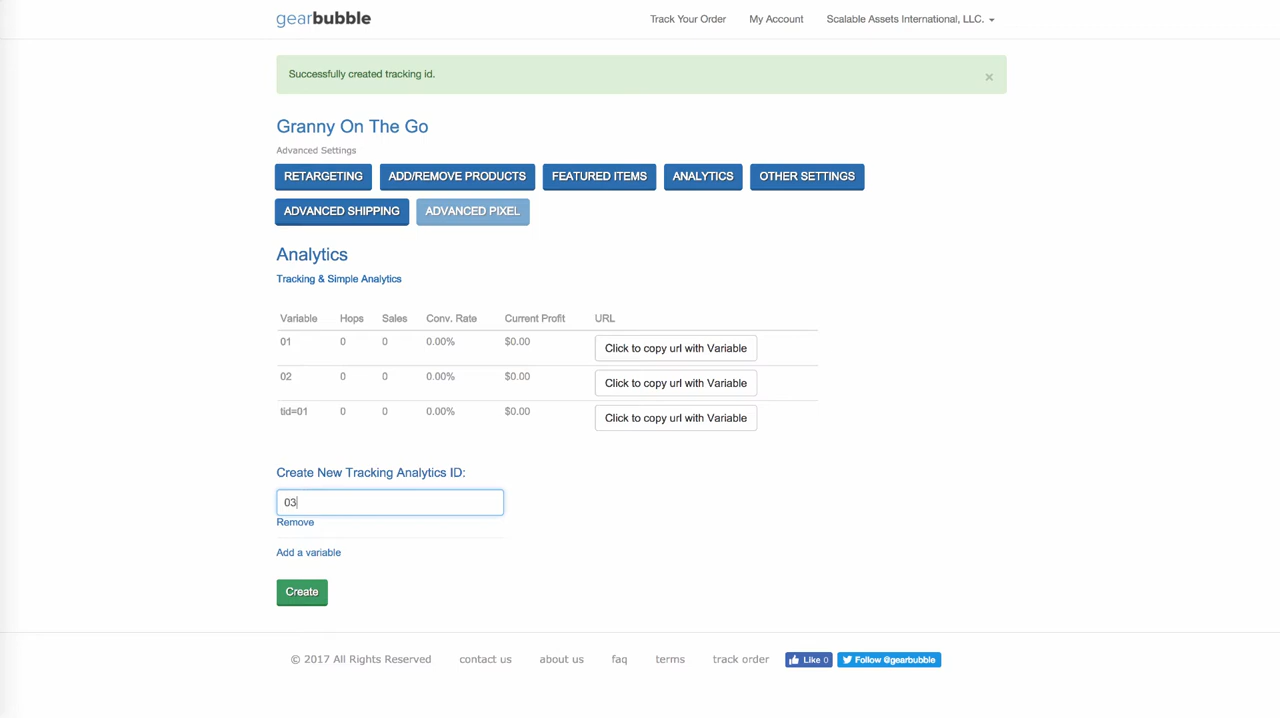 gearbubble
Track Your Order My Account Scalable Assets International, LLC.
Successfully created tracking id. ×
Granny On The Go
Advanced Settings
RETARGETING ADD/REMOVE PRODUCTS FEATURED ITEMS ANALYTICS OTHER SETTINGS
ADVANCED SHIPPING ADVANCED PIXEL
Analytics
Tracking & Simple Analytics
Variable Hops Sales Conv. Rate Current Profit URL
01 0 0 0.00% $0.00 Click to copy url with Variable
02 0 0 0.00% $0.00 Click to copy url with Variable
tid=01 0 0 0.00% $0.00 Click to copy url with Variable
Create New Tracking Analytics ID:
03
Remove
Add a variable
Create
© 2017 All Rights Reserved contact us about us faq terms track order Like 0 Follow @gearbubble